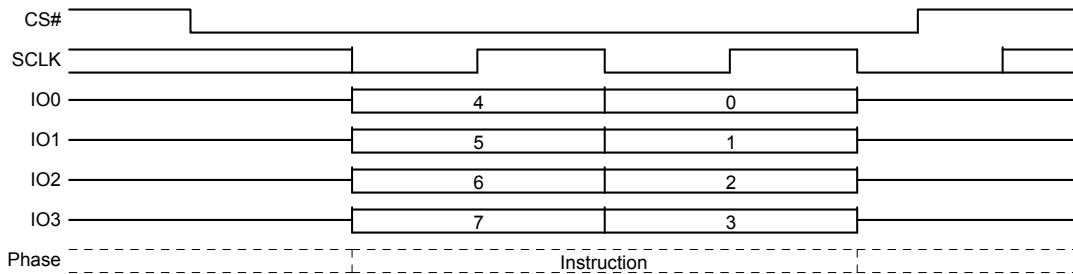 CS#
SCLK
IO0 4 0
IO1 5 1
IO2 6 2
IO3 7 3
Phase Instruction